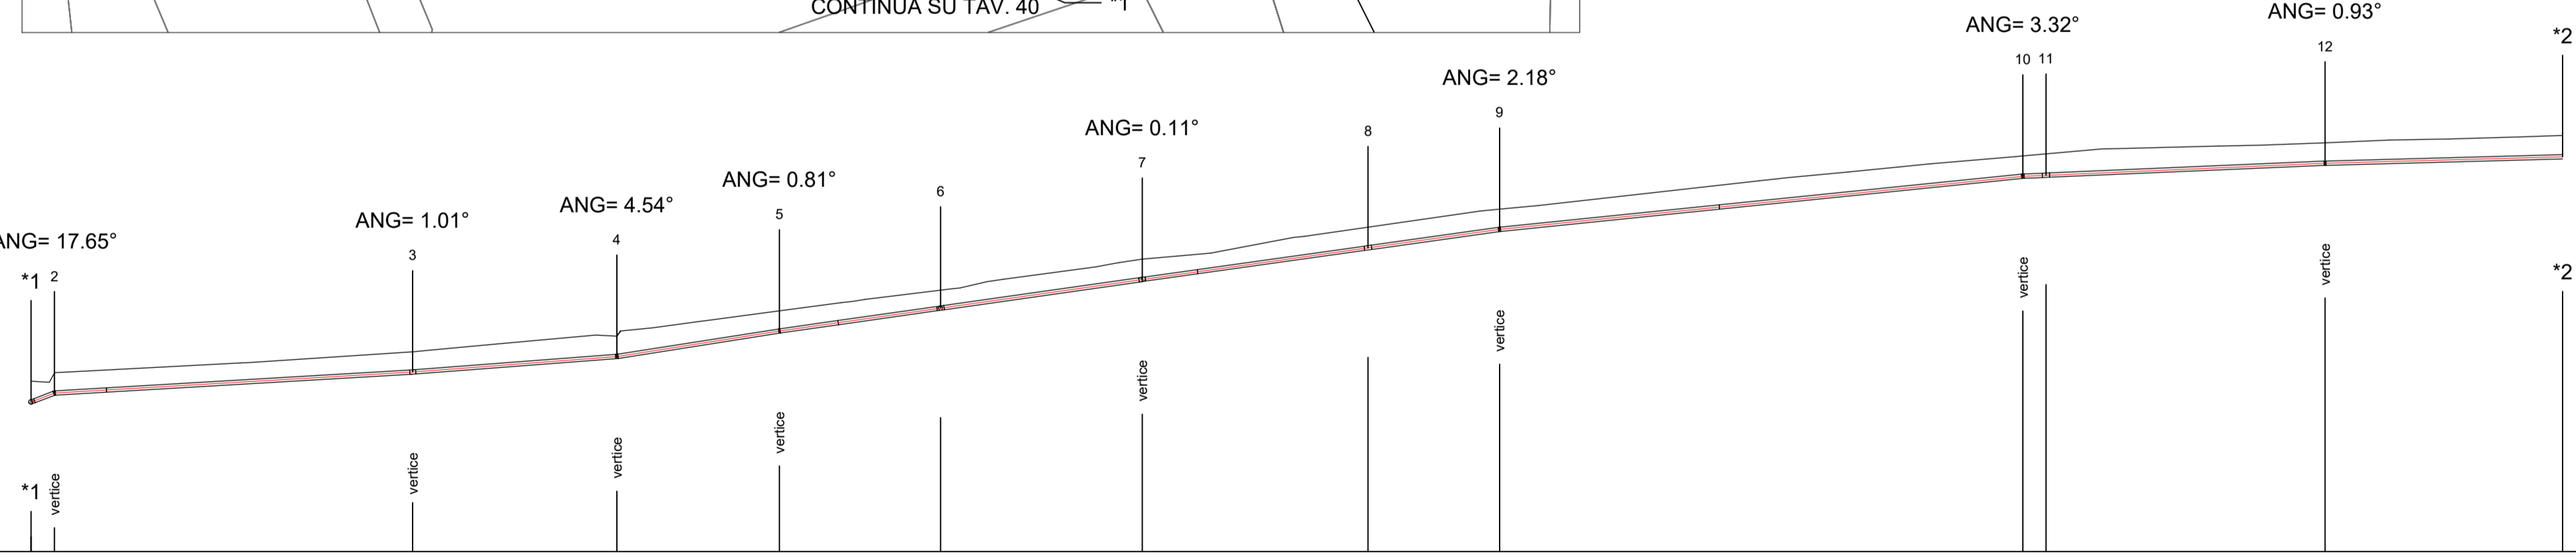 CONTINUA SU TAV. 40
*1
ANG= 0.93°
ANG= 3.32°
*2
12
10 11
ANG= 2.18°
9
ANG= 0.11°
8
7
ANG= 0.81°
6
ANG= 4.54°
5
ANG= 1.01°
4
ANG= 17.65°
3
*1 2
vertice
vertice
*2
vertice
vertice
vertice
vertice
vertice
*1
vertice